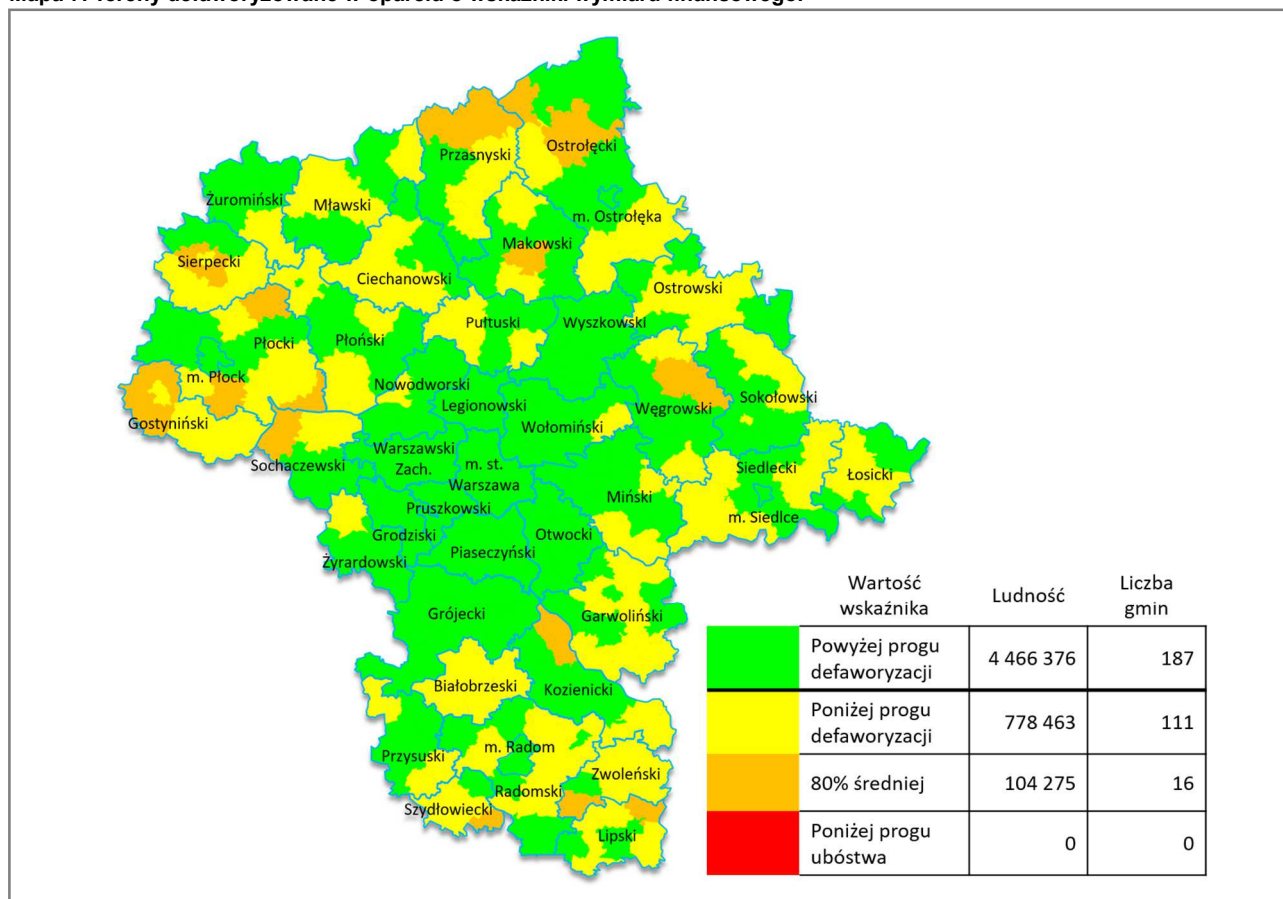 Ostrołęcki
Przasnyski
Żuromiński
Mławski
m. Ostrołęka
Makowski
Sierpecki
Ciechanowski
Ostrowski
Pułtuski
Wyszkowski
Płocki
Płoński
m. Płock
Nowodworski
Legionowski
Sokołowski
Węgrowski
Gostyniński
Wołomiński
Sochaczewski
Warszawski
Zach.
m. st.
Warszawa
Siedlecki
Łosicki
Miński
m. Siedlce
Pruszkowski
Grodziski
Otwocki
Piaseczyński
Żyrardowski
Grójecki
Garwoliński
Białobrzeski
Kozienicki
Przysuski
m. Radom
Zwoleński
Radomski
Szydłowiecki
Lipski
Wartość
wskaźnika
Ludność
Liczba
gmin
Powyżej progu
defaworyzacji
4 466 376
187
Poniżej progu
defaworyzacji
778 463
111
80% średniej
104 275
16
Poniżej progu
ubóstwa
0
0